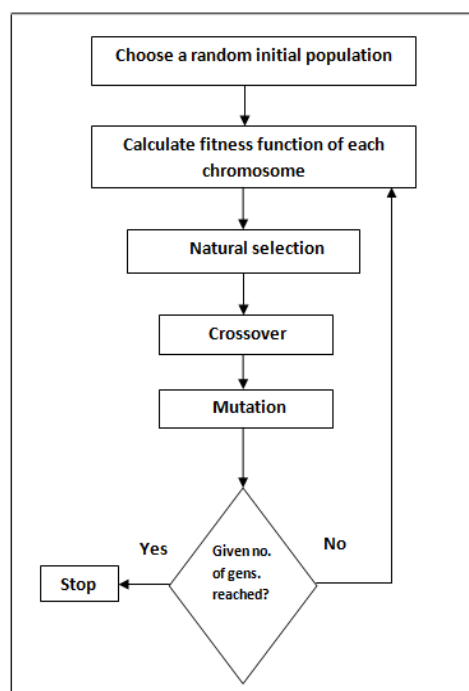 Choose a random initial population
Calculate fitness function of each
chromosome
Natural selection
Crossover
Mutation
Given no.
of gens.
reached?
Yes
No
Stop